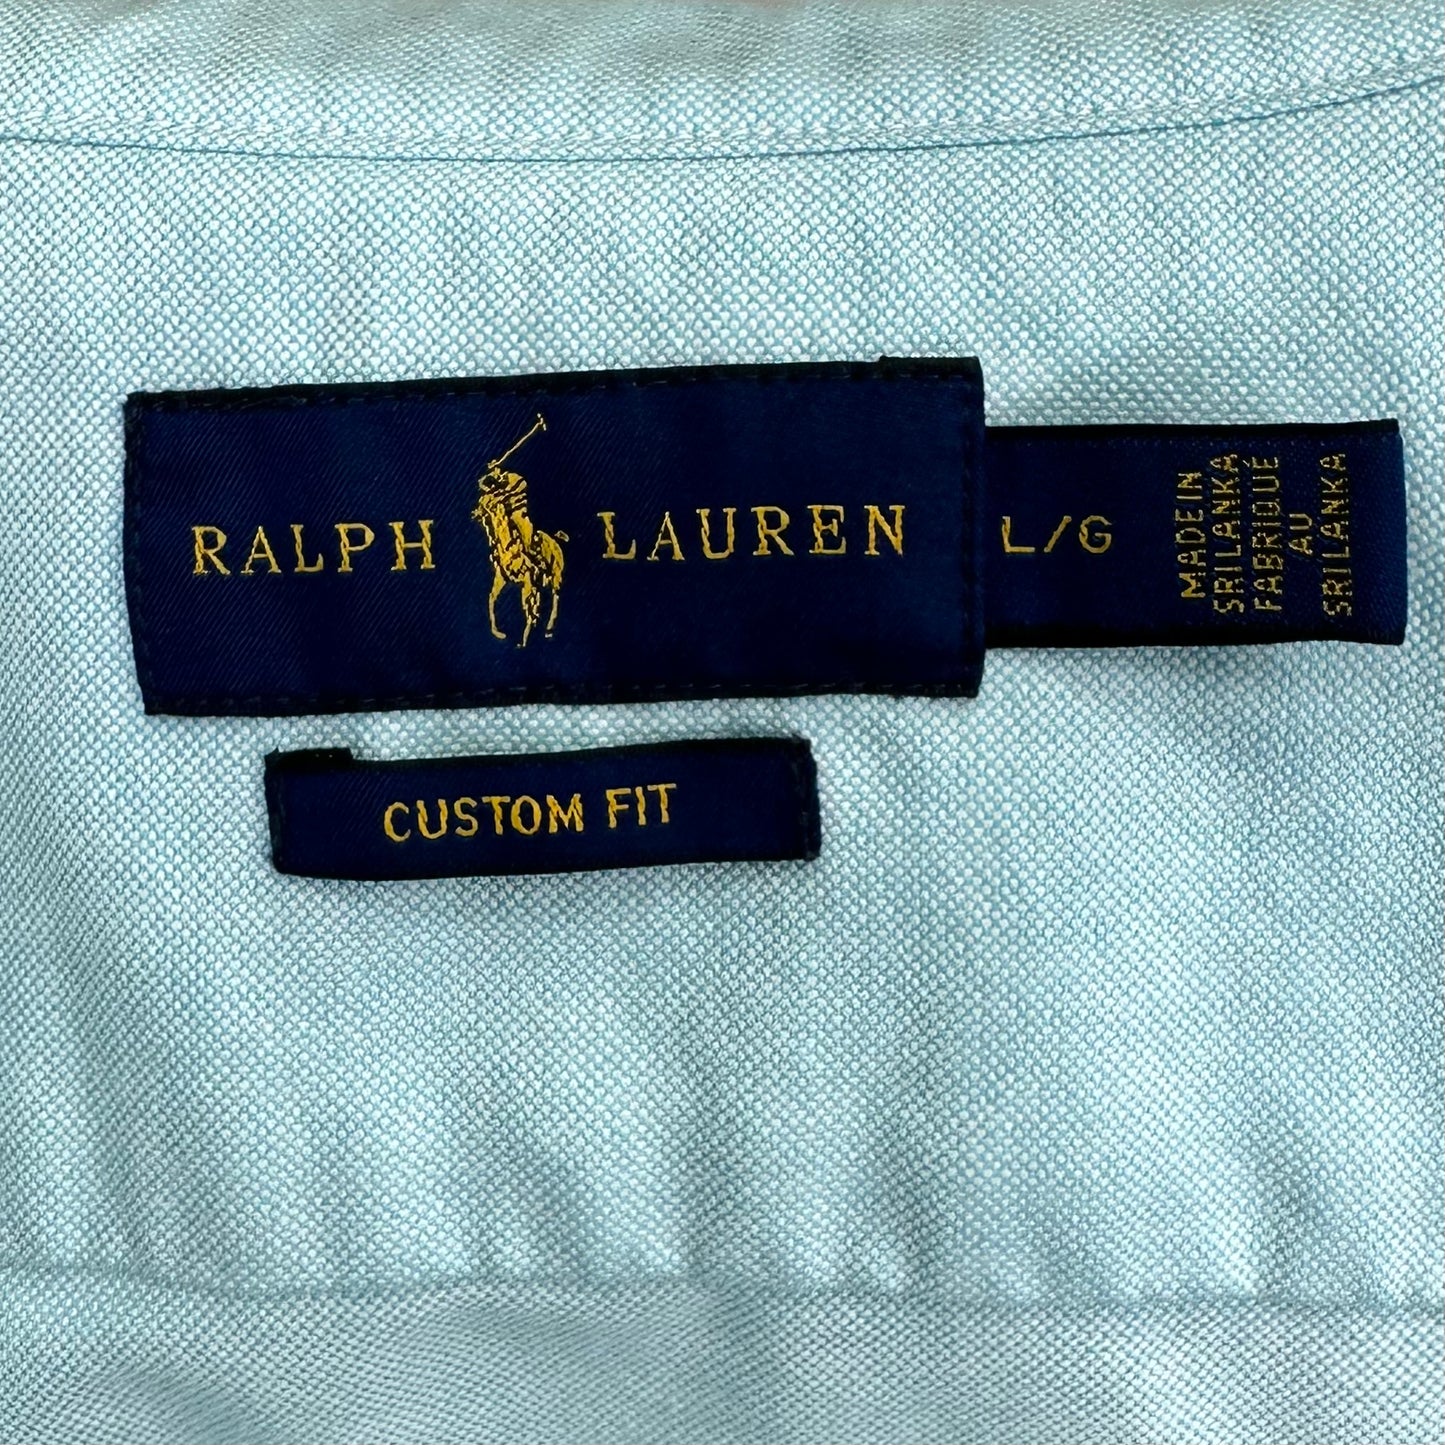 RALPH LAUREN
L/G
MADE IN
SRI LANKA
FABRIQUÉ
AU
SRI LANKA
CUSTOM FIT